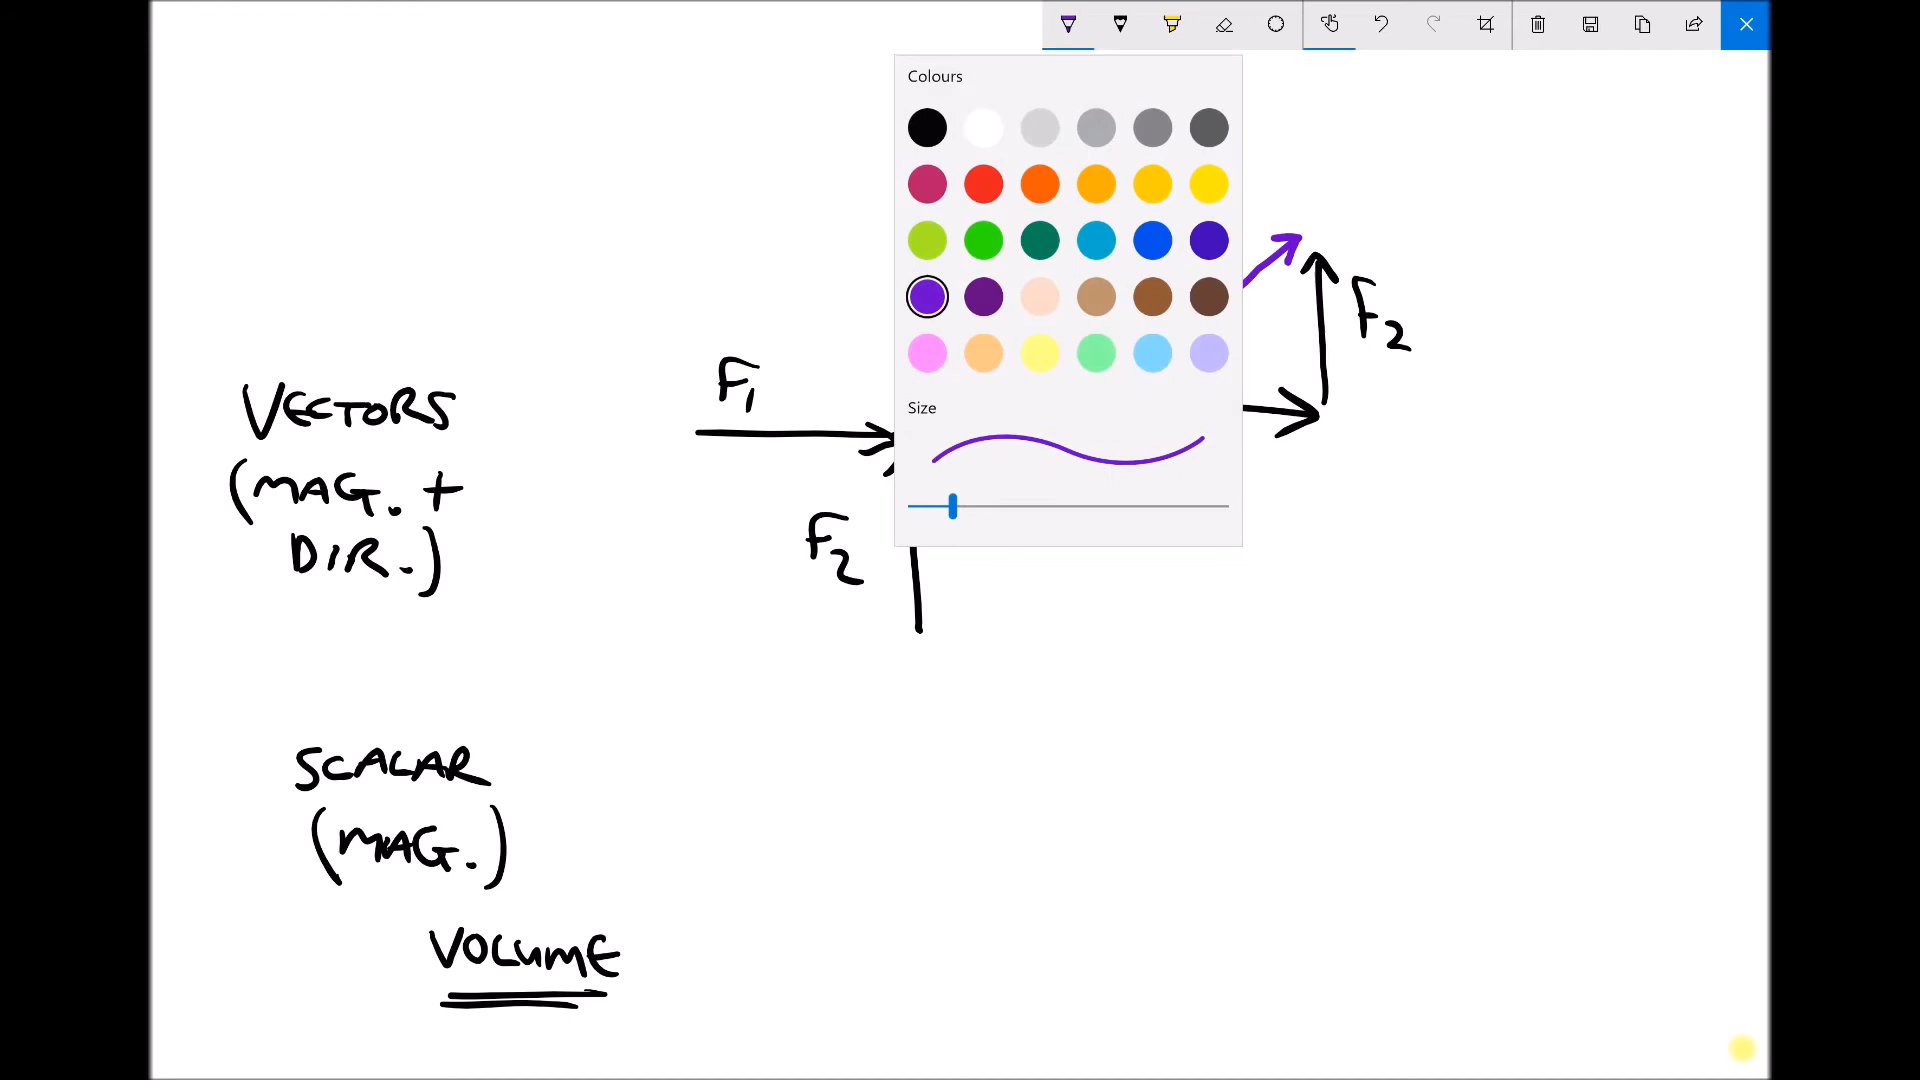 Colours
Size
F1
F2
F2
VECTORS
(MAG. +
DIR.)
SCALAR
(MAG.)
VOLUME